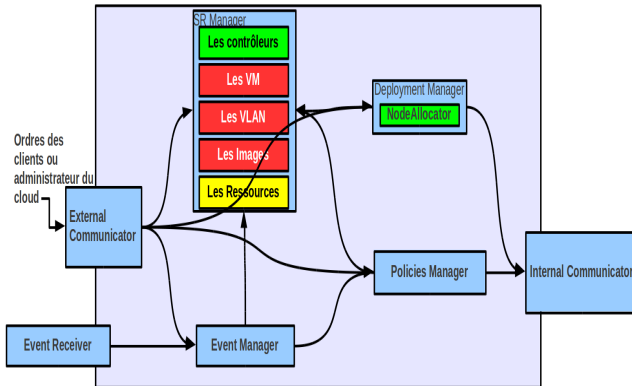 SR Manager
Les contrôleurs
Les VM
Les VLAN
Les Images
Les Ressources
Deployment Manager
NodeAllocator
Ordres des
clients ou
administrateur du
cloud
External
Communicator
Policies Manager
Internal Communicator
Event Receiver
Event Manager